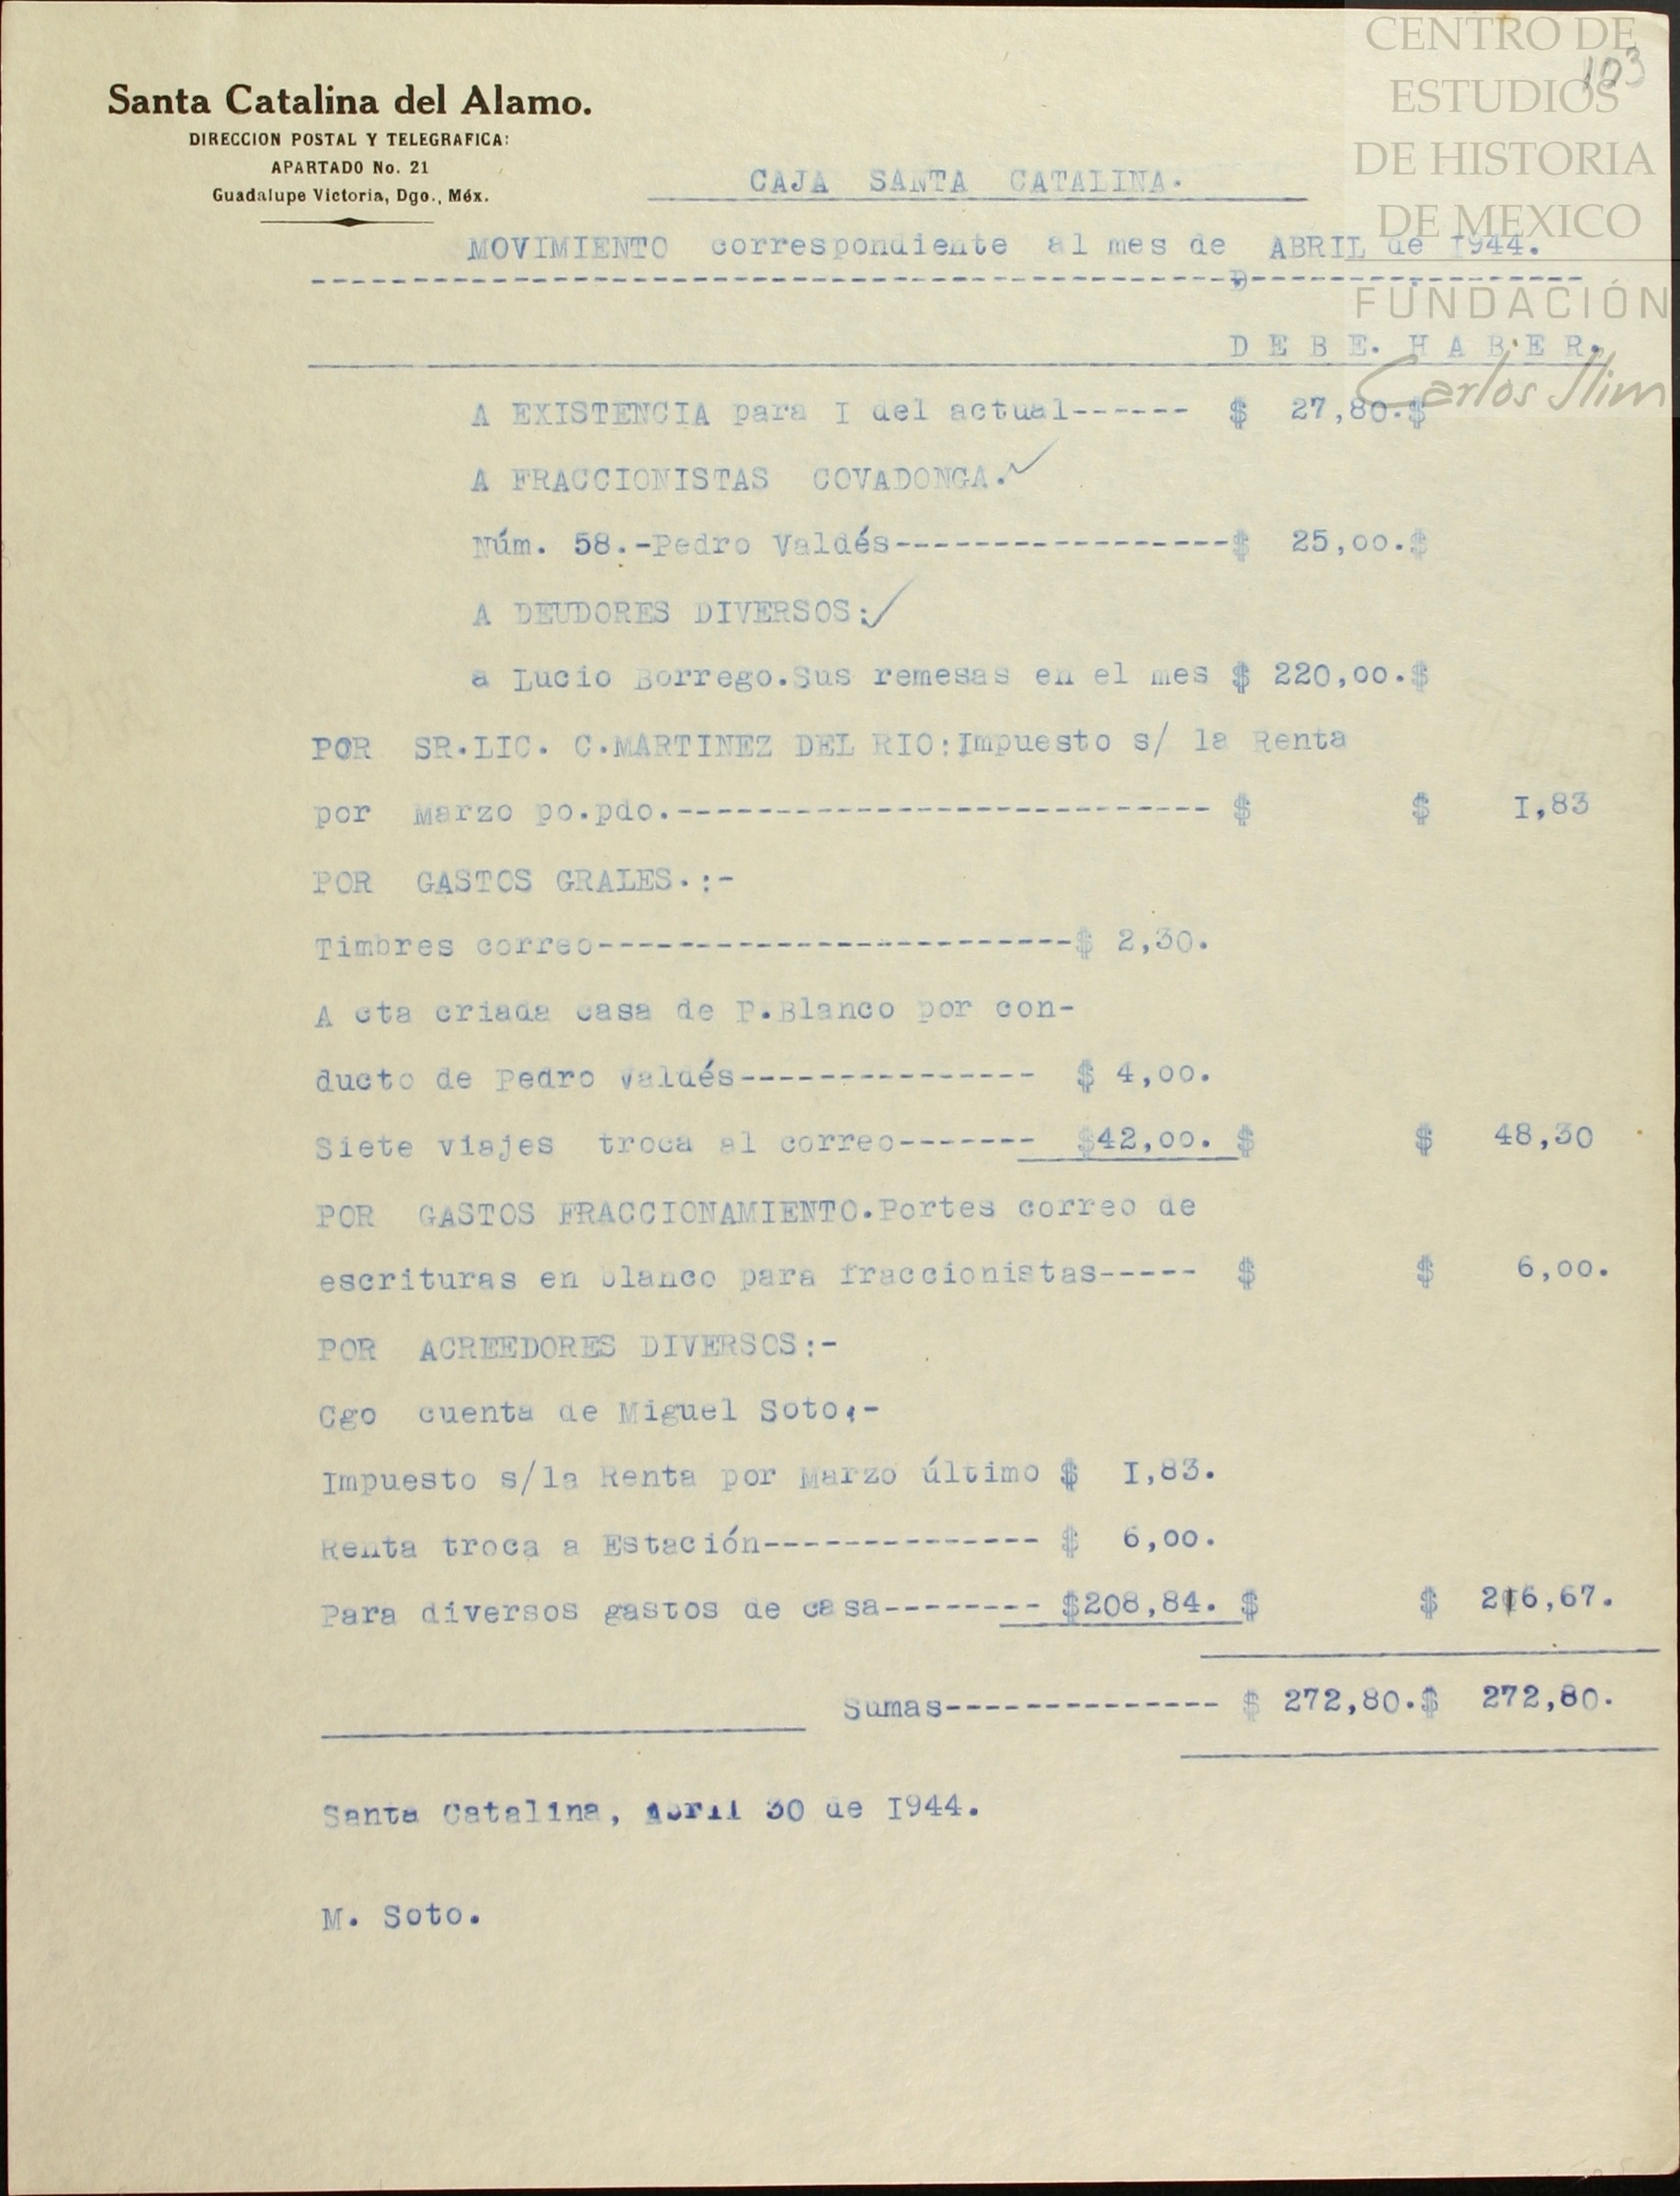 CENTRO DE
ESTUDIOS
DE HISTORIA
DE MEXICO
FUNDACIÓN
Carlos Slim
103
Santa Catalina del Alamo.
DIRECCION POSTAL Y TELEGRAFICA:
APARTADO No. 21
Guadalupe Victoria, Dgo., Méx.
CAJA SANTA CATALINA.
MOVIMIENTO correspondiente al mes de ABRIL de 1944.
D E B E. H A B E R.
A EXISTENCIA para I del actual------ $ 27,80.$
A FRACCIONISTAS COVADONGA.
Núm. 58.-Pedro Valdés-----------------$ 25,00.$
A DEUDORES DIVERSOS:
a Lucio Borrego.Sus remesas en el mes $ 220,00.$
POR SR.LIC. C.MARTINEZ DEL RIO:Impuesto s/ la Renta
por Marzo po.pdo.--------------------------- $ $ I,83
POR GASTOS GRALES.:-
Timbres correo------------------------$ 2,30.
A cta criada casa de P.Blanco por con-
ducto de Pedro Valdés--------------- $ 4,00.
Siete viajes troca al correo------- $42,00. $ $ 48,30
POR GASTOS FRACCIONAMIENTO.Portes correo de
escrituras en blanco para fraccionistas----- $ $ 6,00.
POR ACREEDORES DIVERSOS:-
Cgo cuenta de Miguel Soto:-
Impuesto s/la Renta por Marzo último $ I,83.
Renta troca a Estación-------------- $ 6,00.
Para diversos gastos de casa-------- $208,84. $ $ 216,67.
Sumas-------------- $ 272,80.$ 272,80.
Santa Catalina, Abril 30 de I944.
M. Soto.